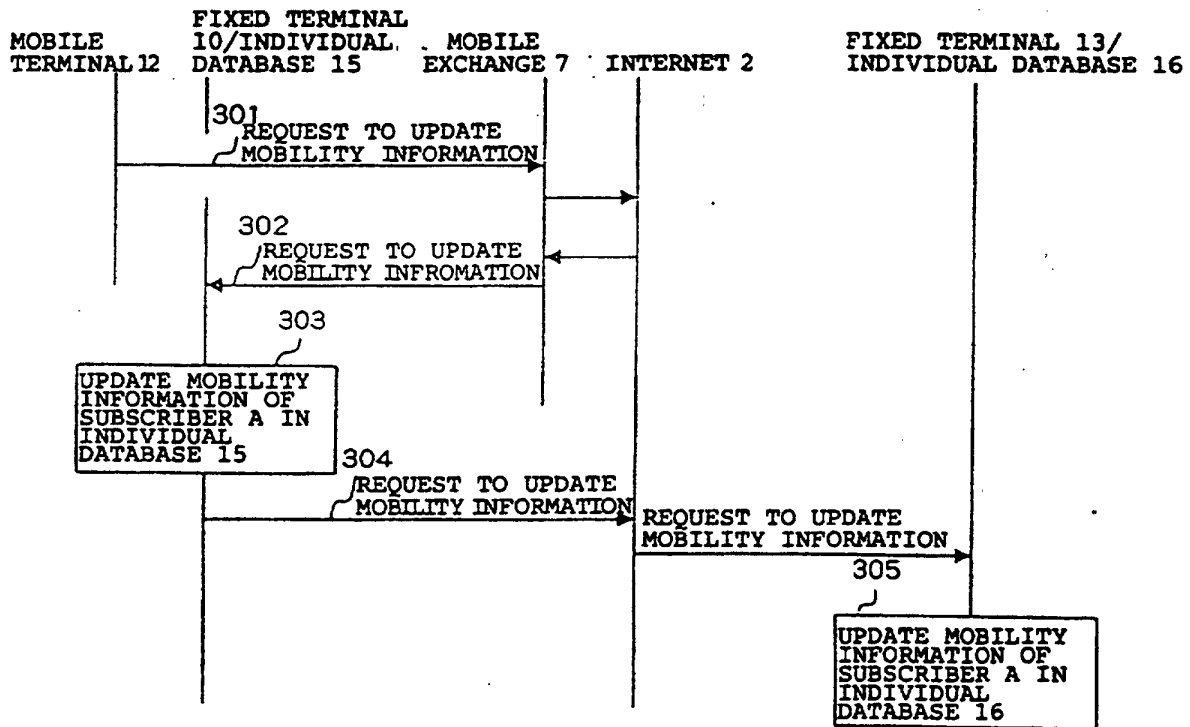 MOBILE
TERMINAL 12
FIXED TERMINAL
10/INDIVIDUAL
DATABASE 15
MOBILE
EXCHANGE 7
INTERNET 2
FIXED TERMINAL 13/
INDIVIDUAL DATABASE 16
301
REQUEST TO UPDATE
MOBILITY INFORMATION
302
REQUEST TO UPDATE
MOBILITY INFROMATION
303
UPDATE MOBILITY
INFORMATION OF
SUBSCRIBER A IN
INDIVIDUAL
DATABASE 15
304
REQUEST TO UPDATE
MOBILITY INFORMATION
REQUEST TO UPDATE
MOBILITY INFORMATION
305
UPDATE MOBILITY
INFORMATION OF
SUBSCRIBER A IN
INDIVIDUAL
DATABASE 16